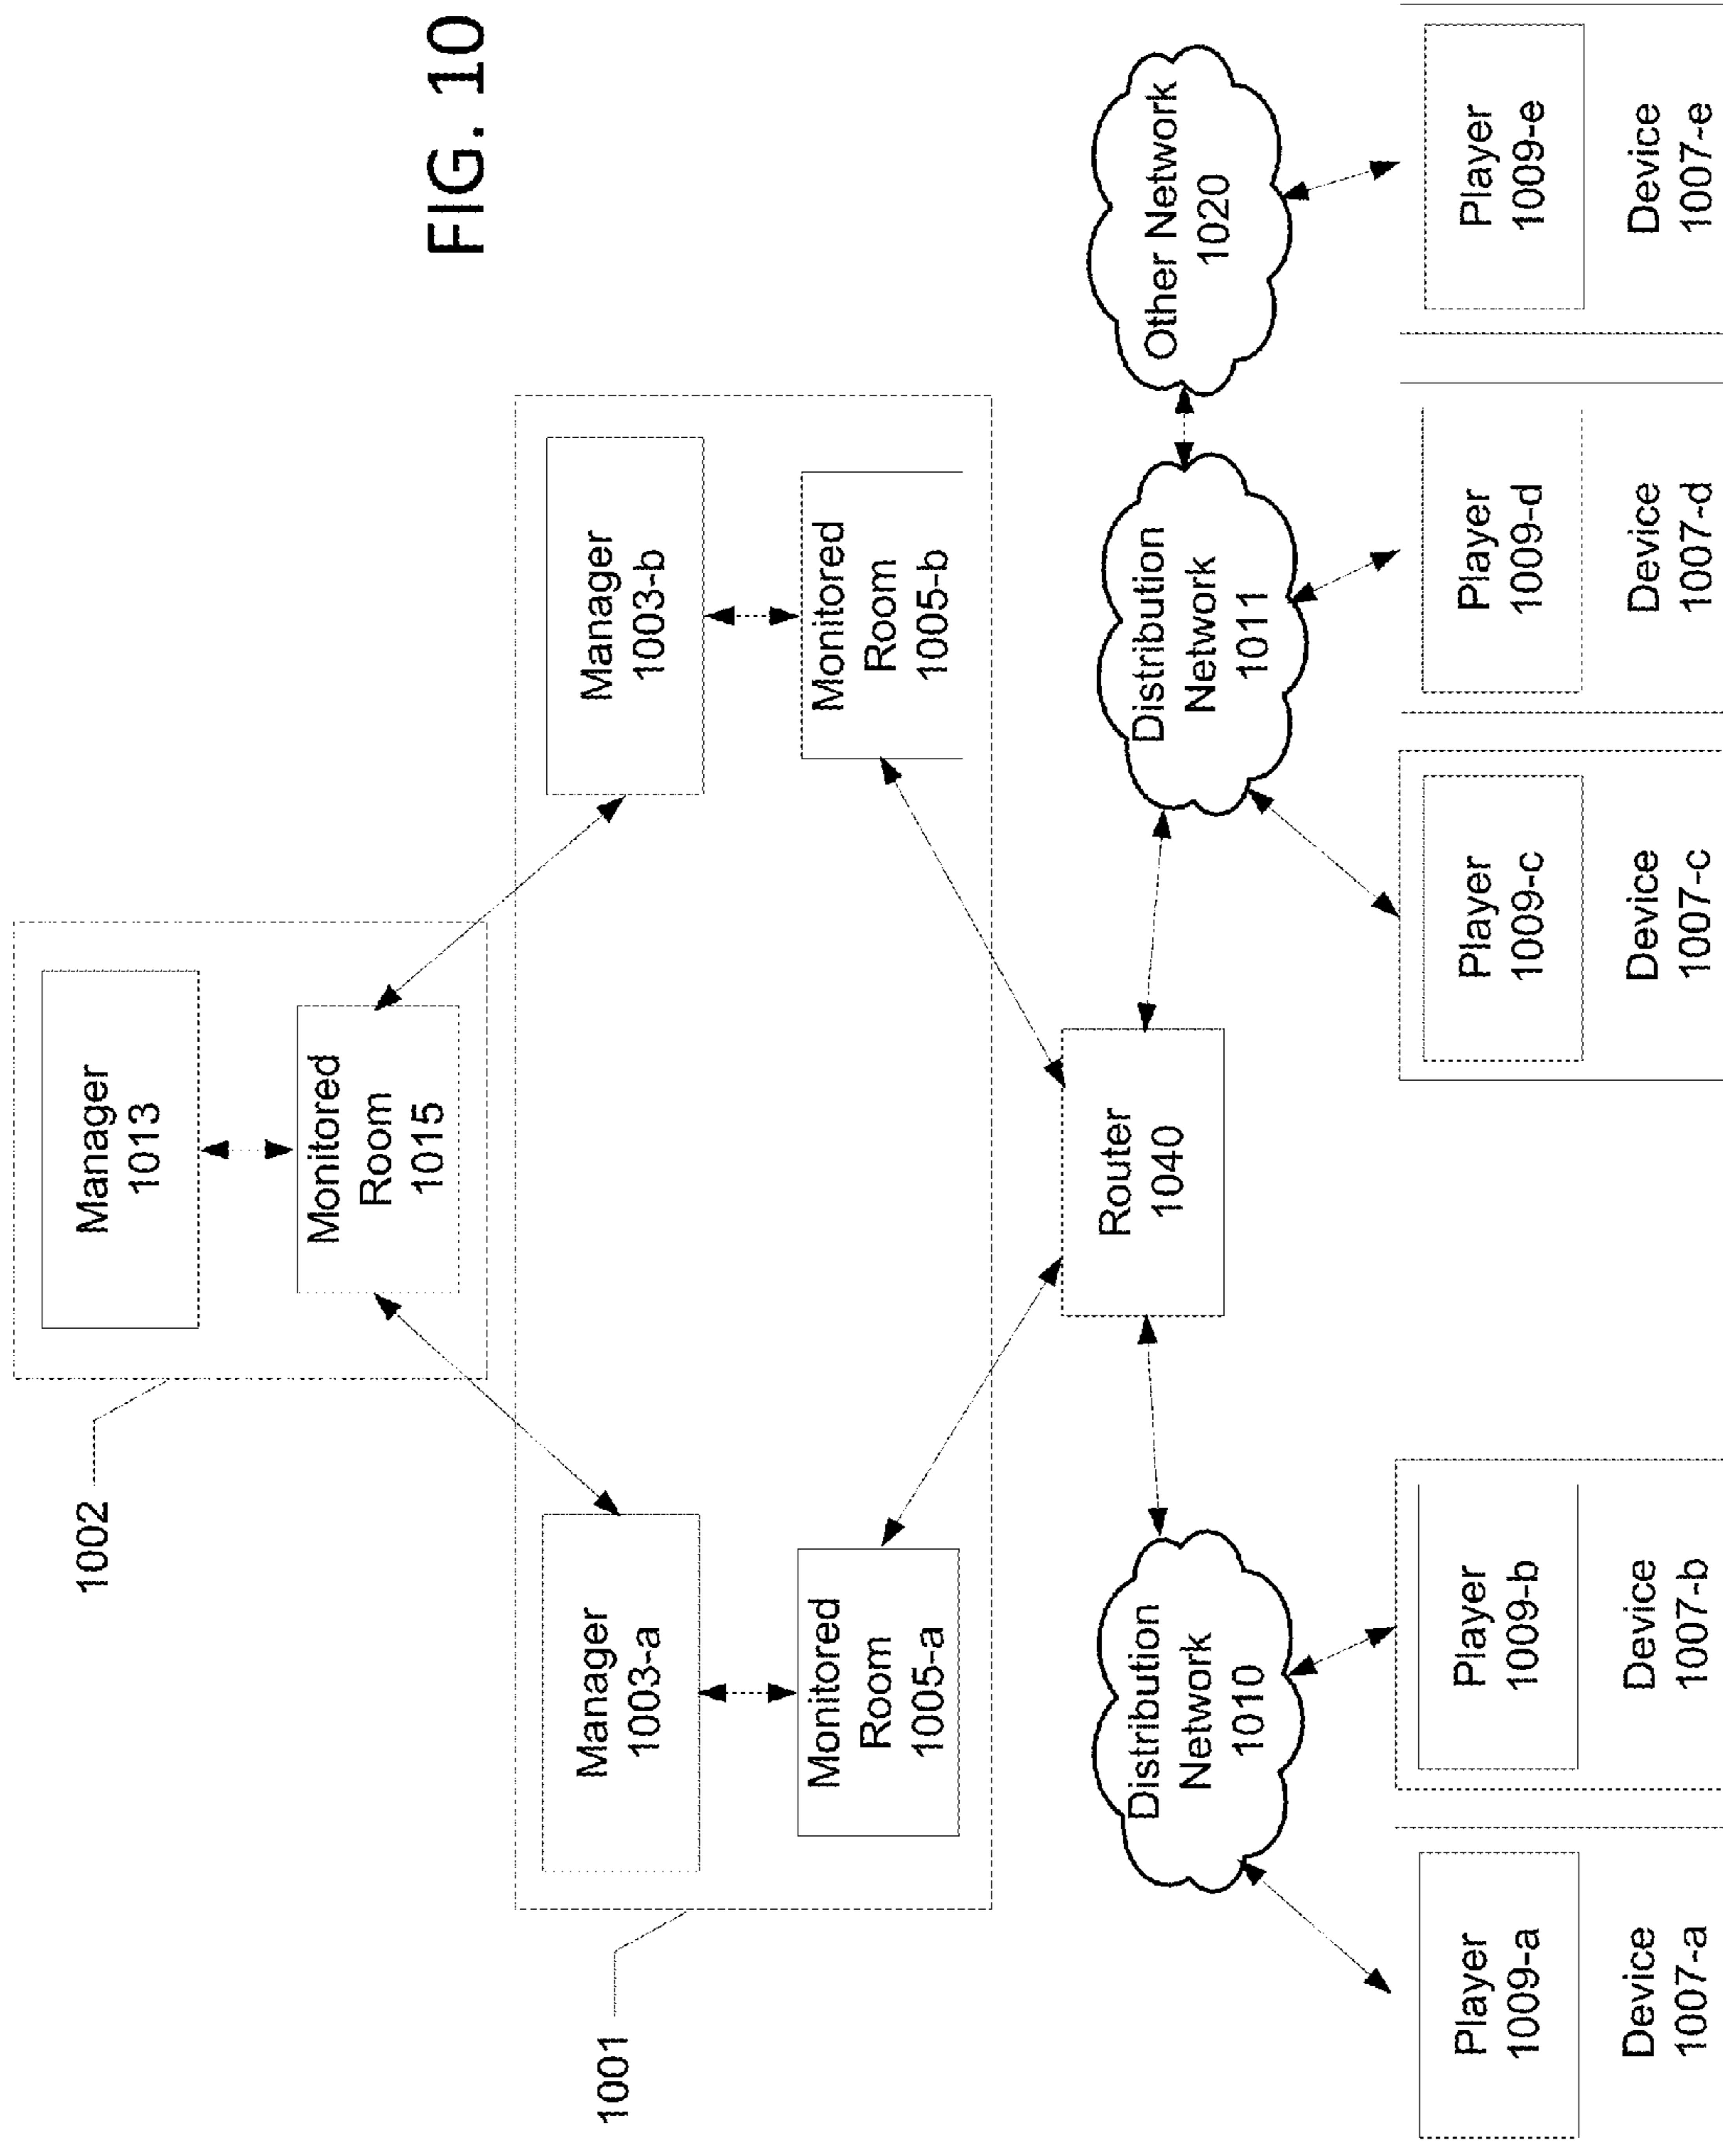 FIG. 10
1002
Manager
1013
Monitored
Room
1015
1001
Manager
1003-a
Monitored
Room
1005-a
Manager
1003-b
Monitored
Room
1005-b
Router
1040
Distribution
Network
1010
Distribution
Network
1011
Other Network
1020
Player
1009-a
Device
1007-a
Player
1009-b
Device
1007-b
Player
1009-c
Device
1007-c
Player
1009-d
Device
1007-d
Player
1009-e
Device
1007-e